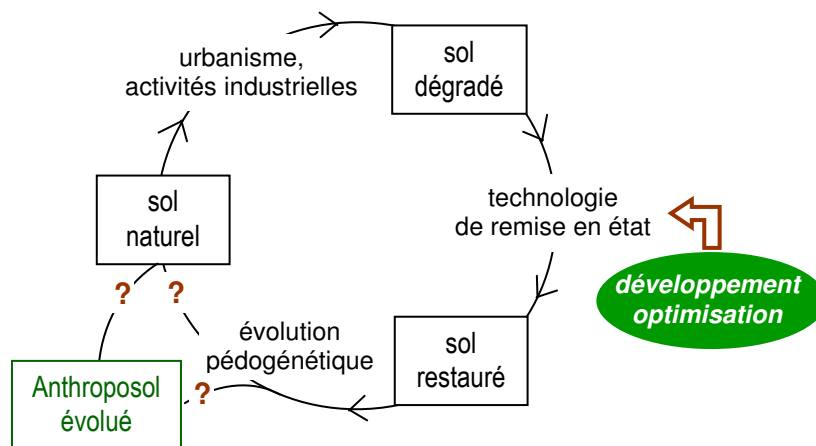 urbanisme,
activités industrielles
sol
dégradé
technologie
de remise en état
développement
optimisation
sol
restauré
évolution
pédogénétique
?
Anthroposol
évolué
?
?
sol
naturel